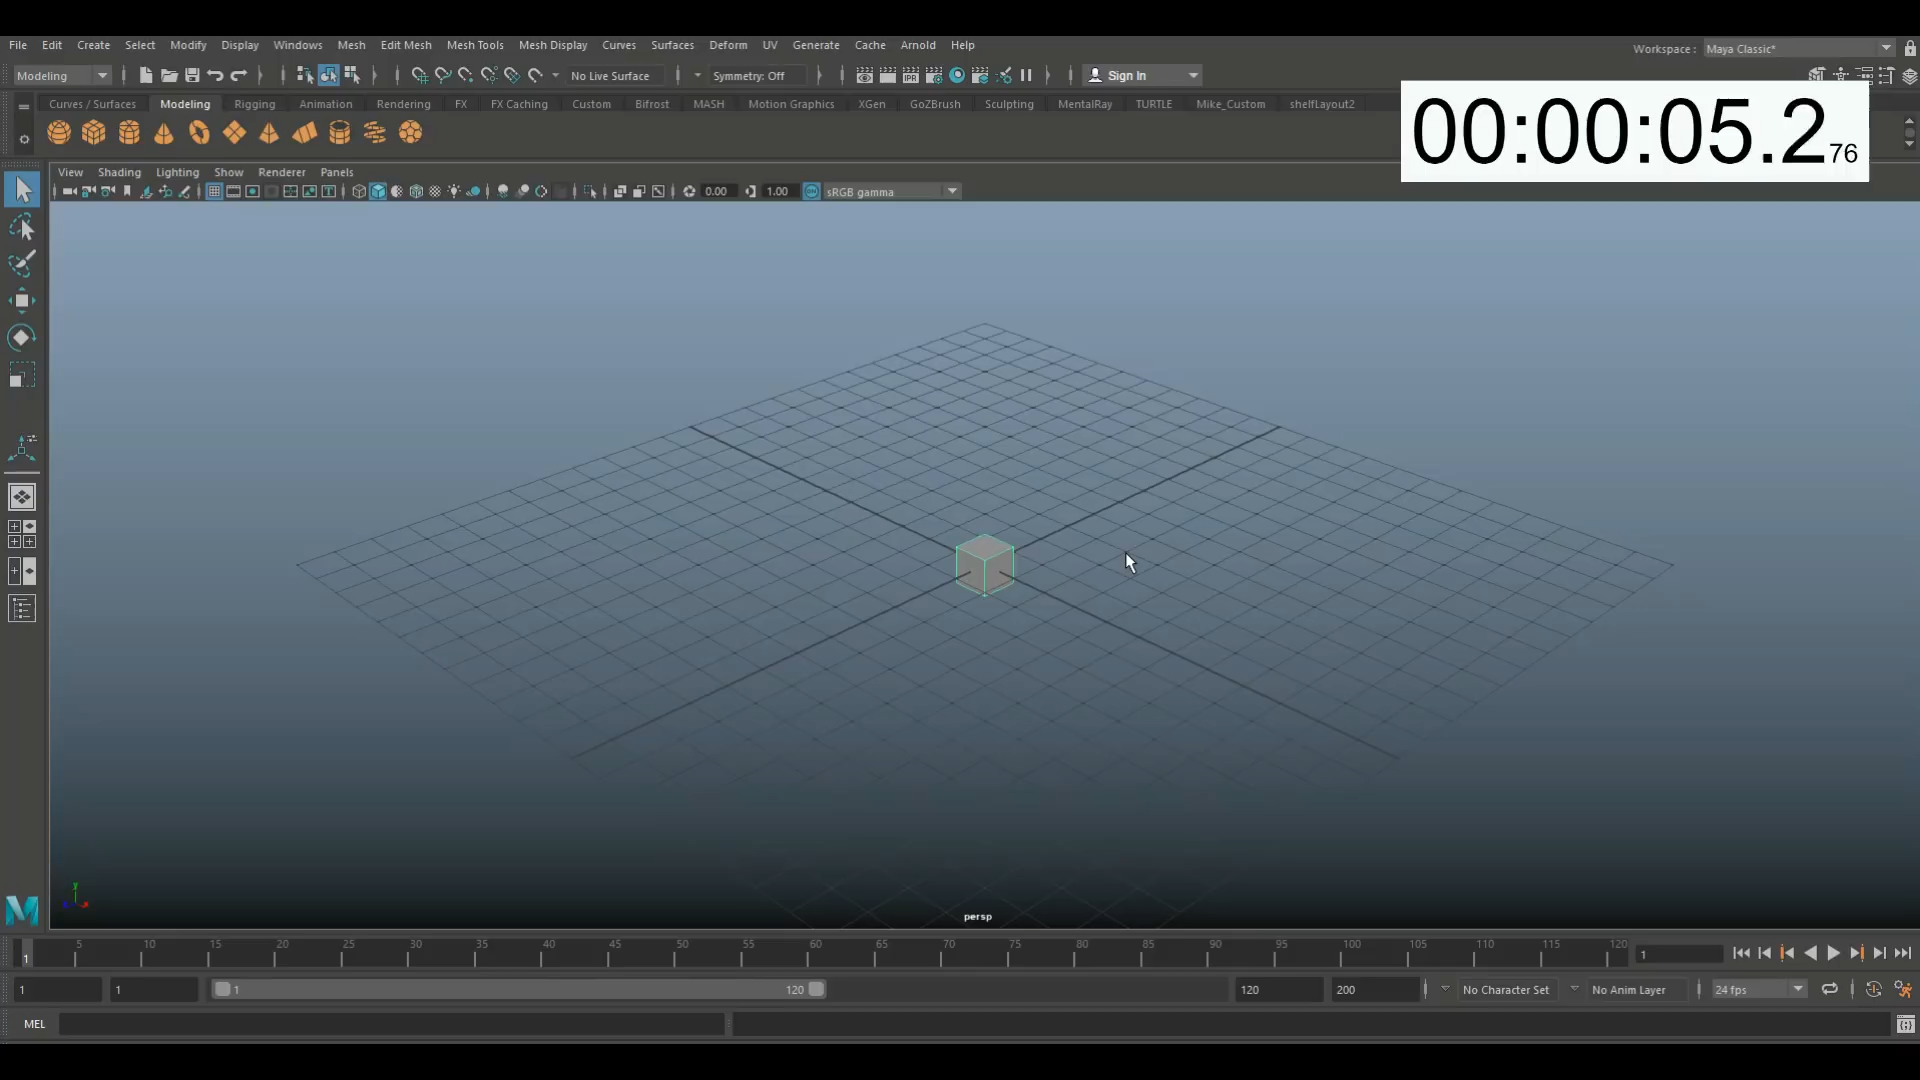 File Edit Create Select Modify Display Windows Mesh Edit Mesh Mesh Tools Mesh Display Curves Surfaces Deform UV Generate Cache Arnold Help
Workspace : Maya Classic*
Modeling No Live Surface Symmetry: Off IPR Sign In
Curves / Surfaces Modeling Rigging Animation Rendering FX FX Caching Custom Bifrost MASH Motion Graphics XGen GoZBrush Sculpting MentalRay TURTLE Mike_Custom shelfLayout2
00:00:05.276
View Shading Lighting Show Renderer Panels
0.00 1.00 sRGB gamma
y
persp
5 10 15 20 25 30 35 40 45 50 55 60 65 70 75 80 85 90 95 100 105 110 115 120
1 1
1 1 1 120 120 200 No Character Set No Anim Layer 24 fps
MEL